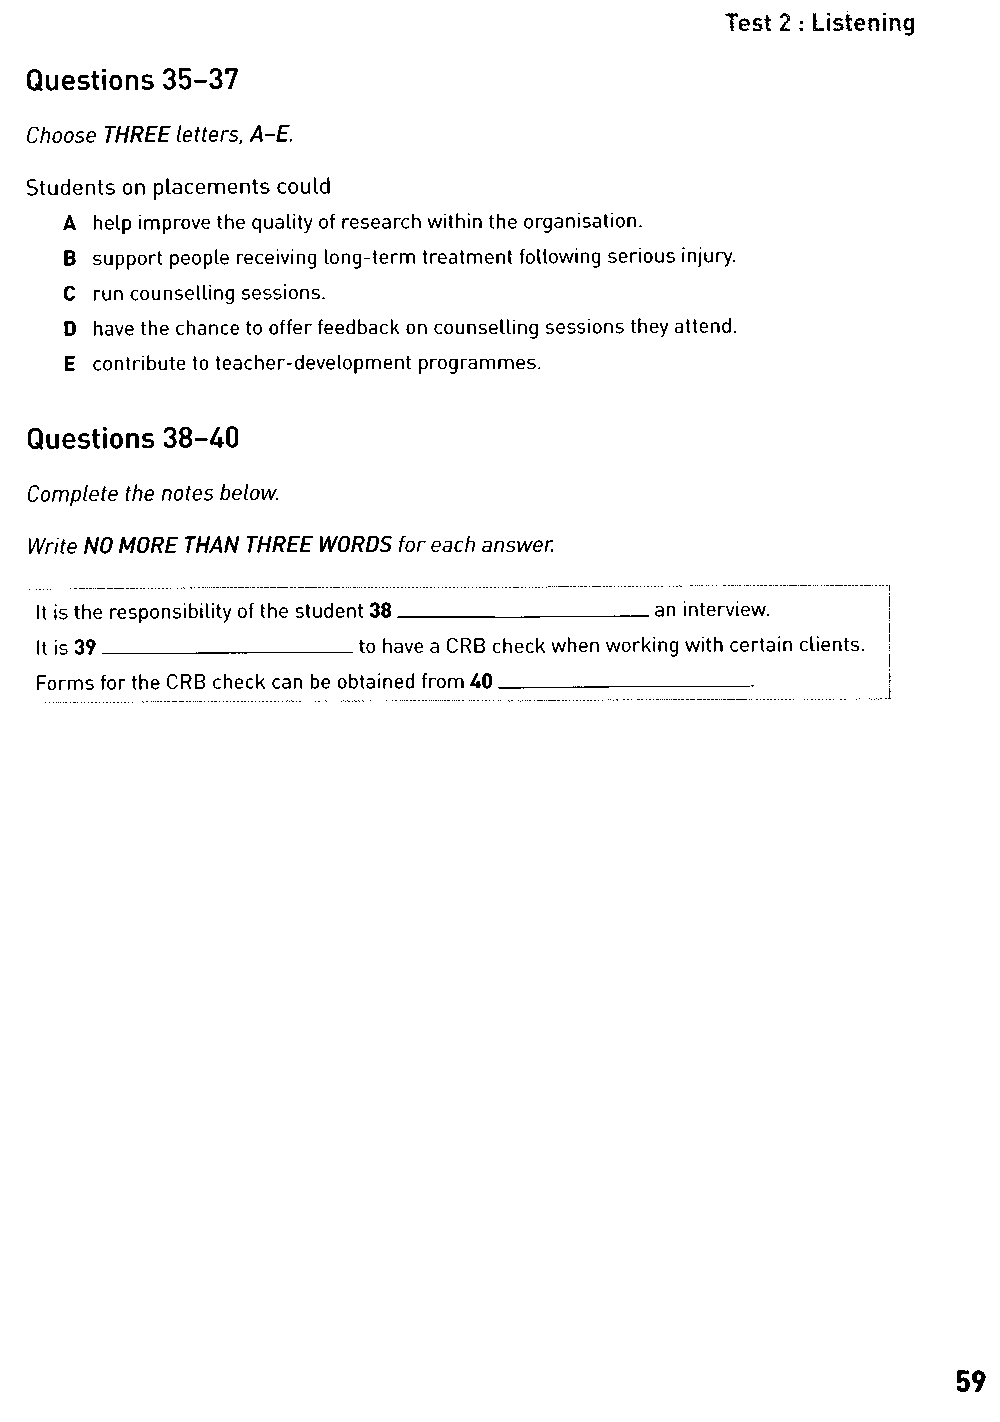 Test 2 : Listening
Questions 35–37
Choose THREE letters, A–E.
Students on placements could
A help improve the quality of research within the organisation.
B support people receiving long-term treatment following serious injury.
C run counselling sessions.
D have the chance to offer feedback on counselling sessions they attend.
E contribute to teacher-development programmes.
Questions 38–40
Complete the notes below.
Write NO MORE THAN THREE WORDS for each answer.
It is the responsibility of the student 38 ____________________ an interview.
It is 39 ____________________ to have a CRB check when working with certain clients.
Forms for the CRB check can be obtained from 40 ____________________.
59